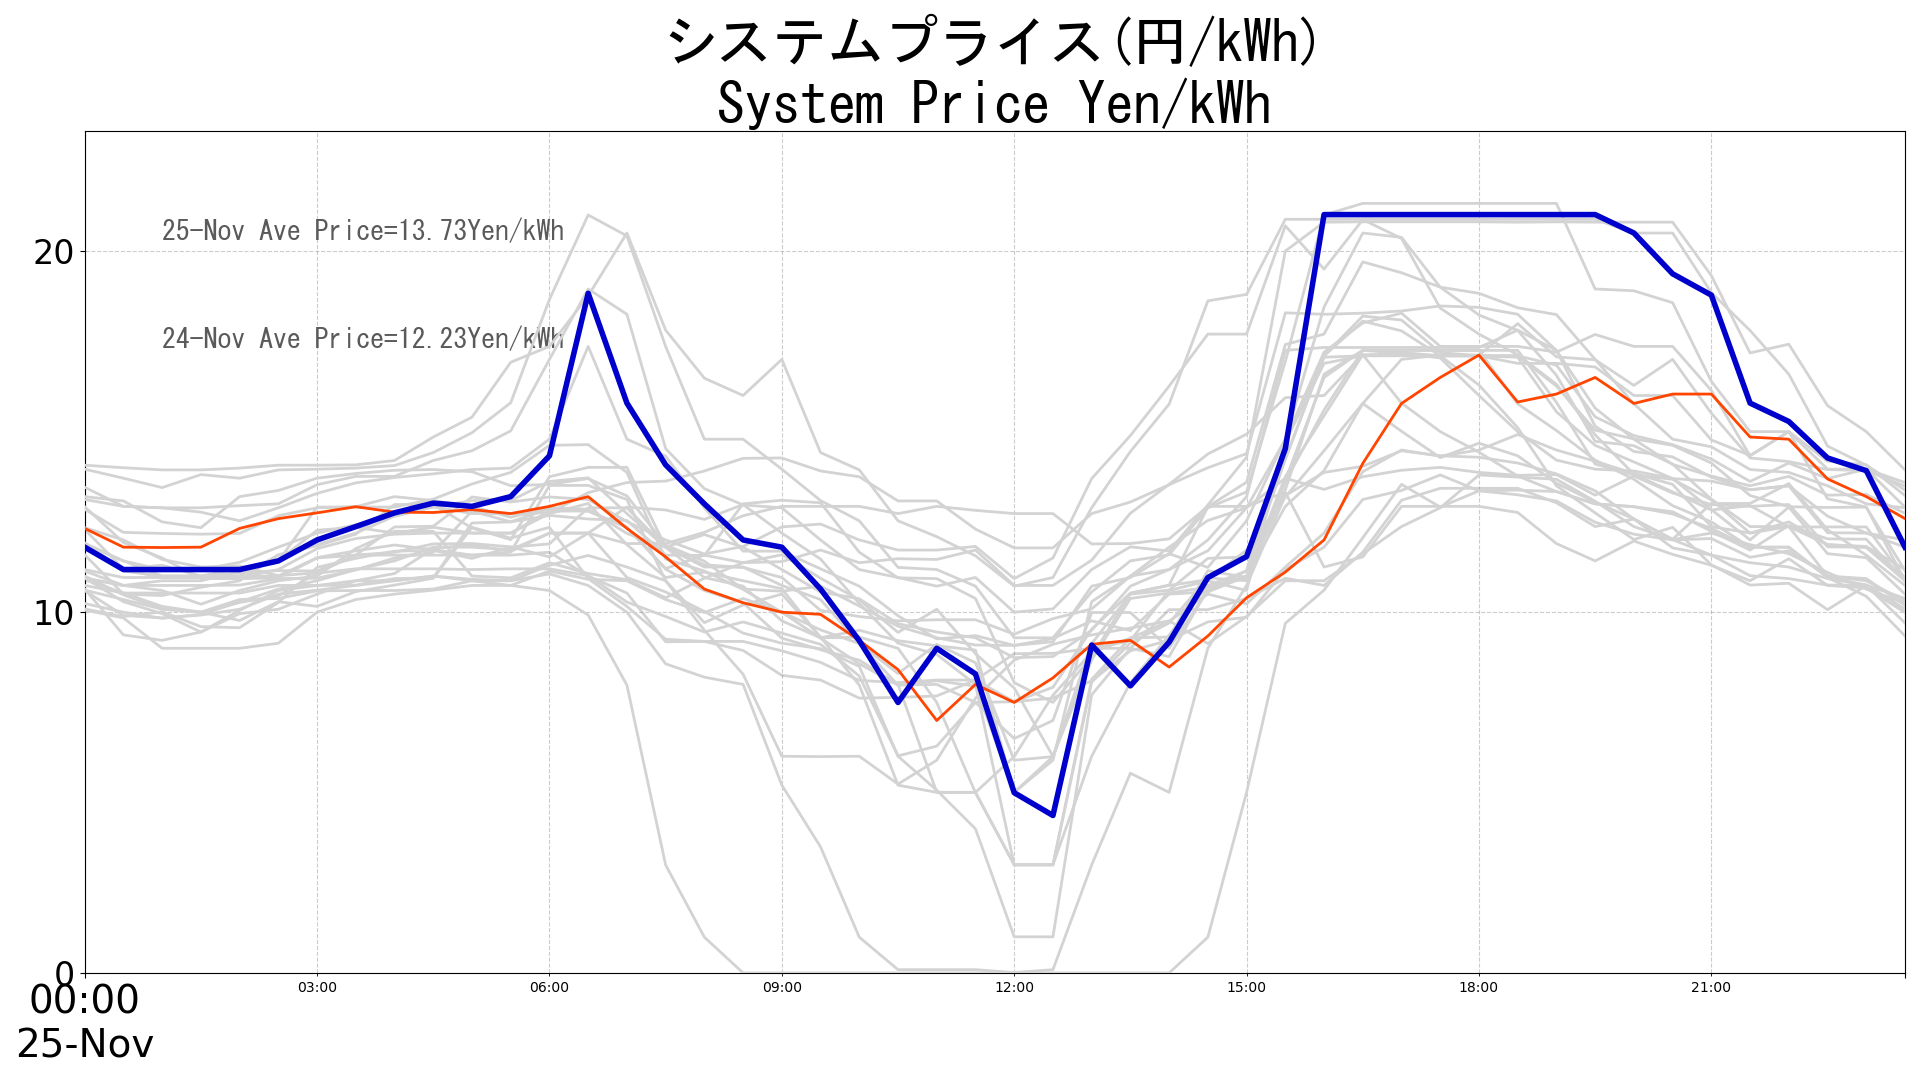 システムプライス(円/kWh)
System Price Yen/kWh
25-Nov Ave Price=13.73Yen/kWh
20
24-Nov Ave Price=12.23Yen/kWh
10
0
00:00
03:00
06:00
09:00
12:00
15:00
18:00
21:00
25-Nov